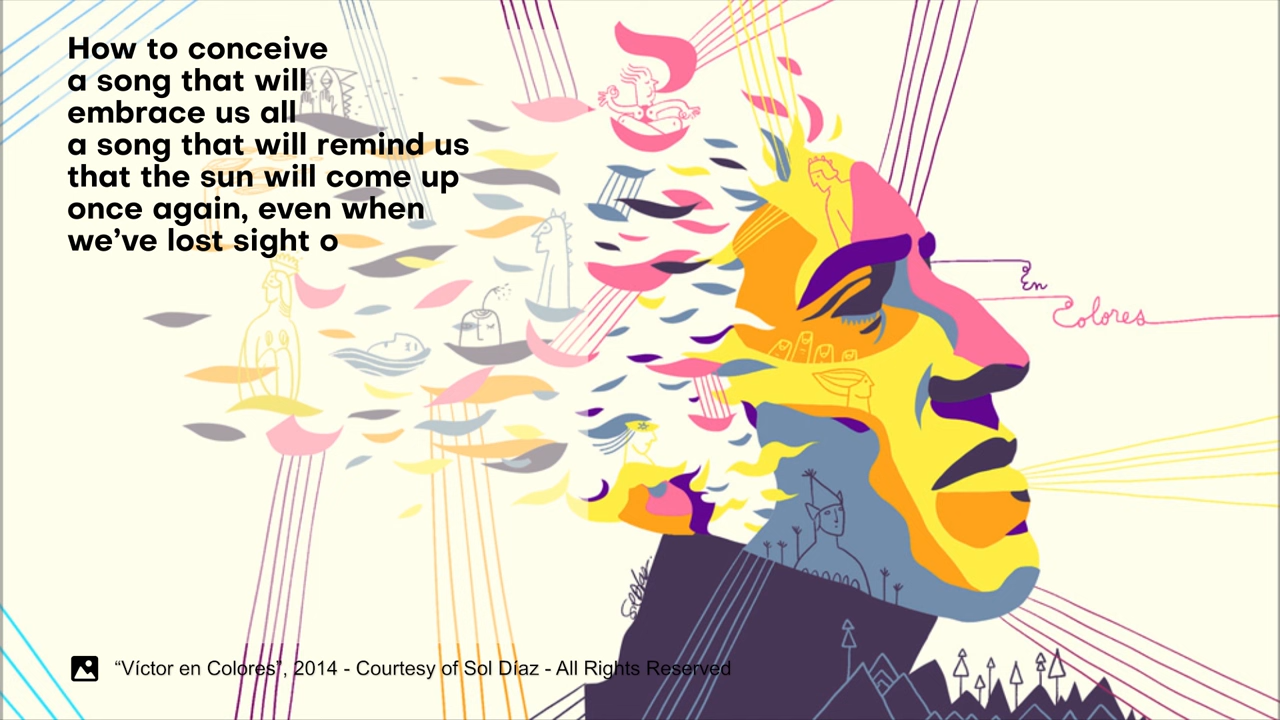 How to conceive
a song that will
embrace us all
a song that will remind us
that the sun will come up
once again, even when
we’ve lost sight o
En
Colores
“Víctor en Colores”, 2014 - Courtesy of Sol Díaz - All Rights Reserved